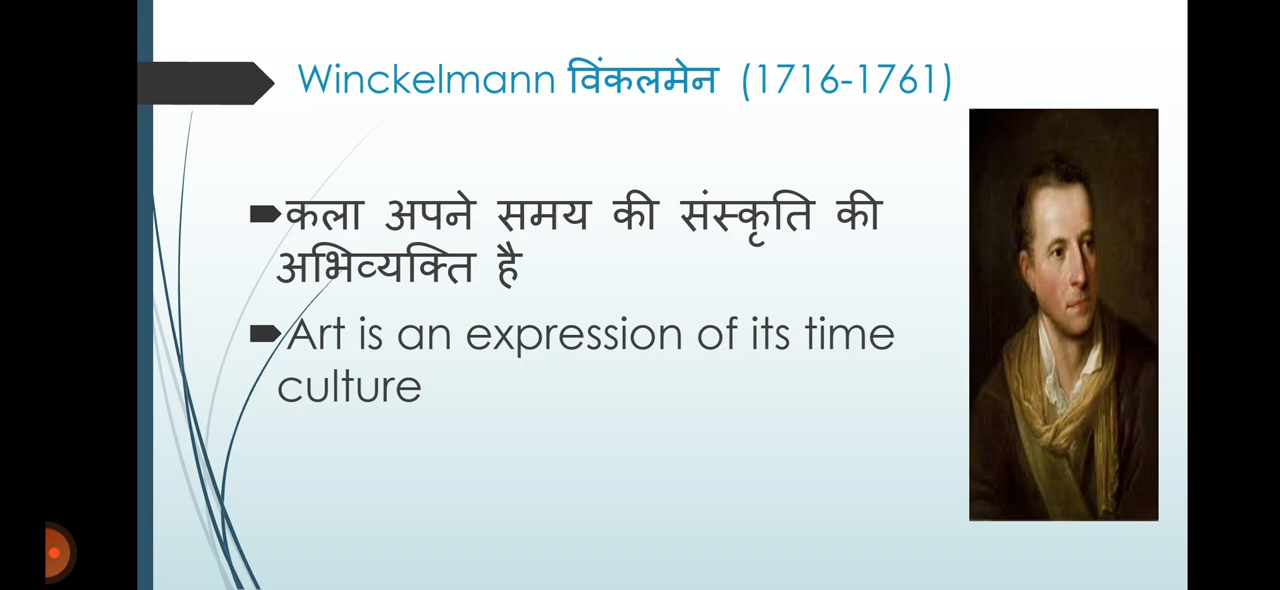 Winckelmann विंकलमेन (1716-1761)
कला अपने समय की संस्कृति की
अभिव्यक्ति है
Art is an expression of its time
culture